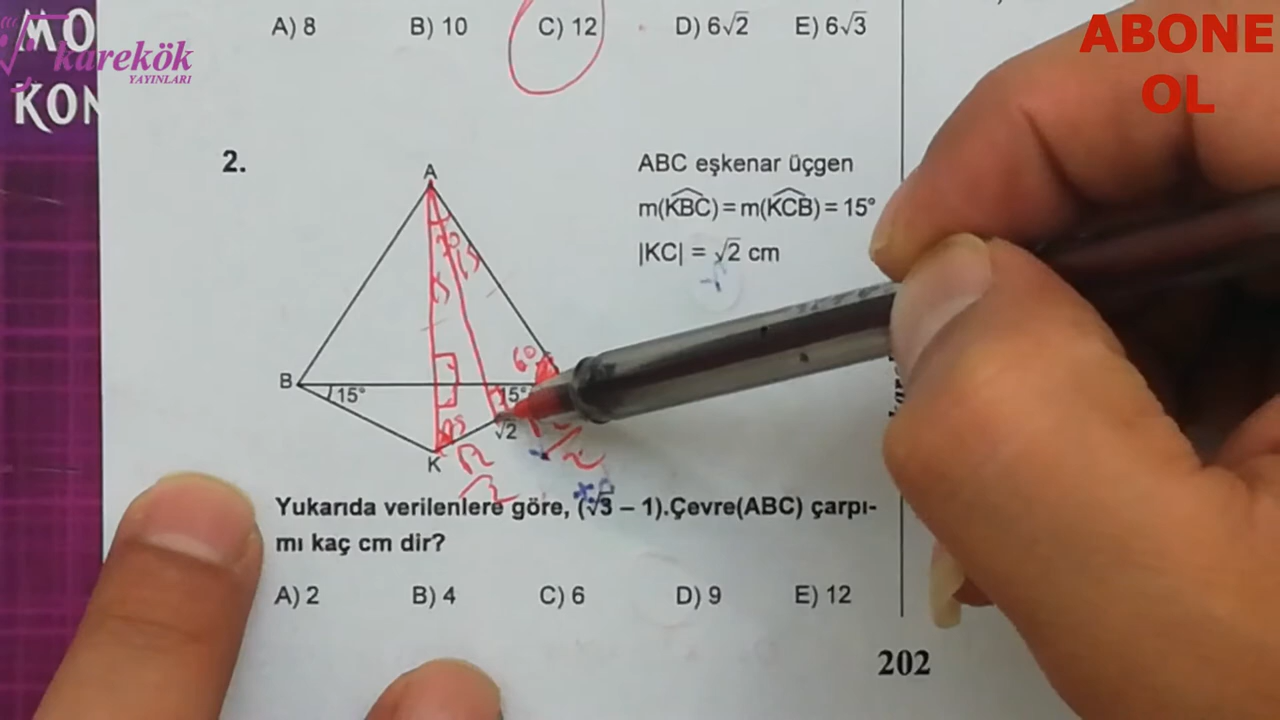 MO
KON
karekök
YAYINLARI
ABONE
OL
A) 8 B) 10 C) 12 D) 6√2 E) 6√3
2.
ABC eşkenar üçgen
m(KBC) = m(KCB) = 15°
|KC| = √2 cm
A
B
15°
15°
60
√2
K
Yukarıda verilenlere göre, (√3 – 1).Çevre(ABC) çarpı-
mı kaç cm dir?
A) 2 B) 4 C) 6 D) 9 E) 12
202